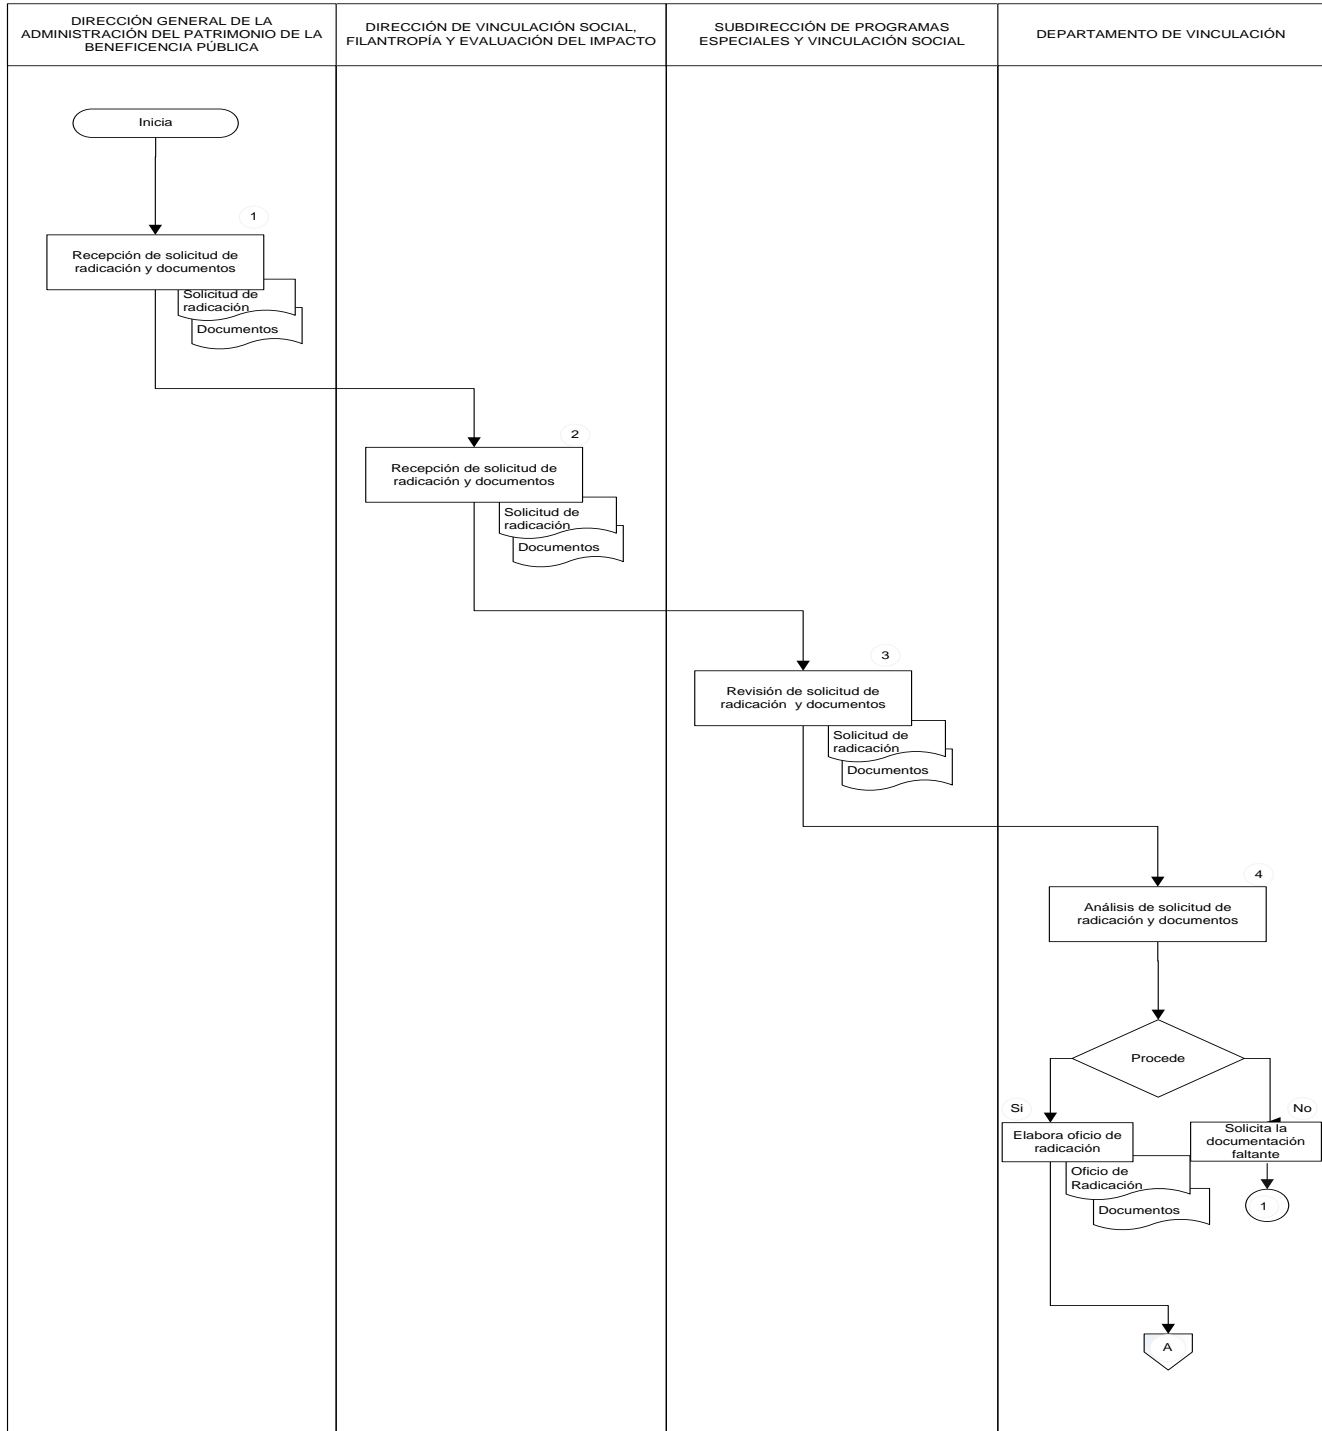 DIRECCIÓN GENERAL DE LA
ADMINISTRACIÓN DEL PATRIMONIO DE LA
BENEFICENCIA PÚBLICA
DIRECCIÓN DE VINCULACIÓN SOCIAL,
FILANTROPÍA Y EVALUACIÓN DEL IMPACTO
SUBDIRECCIÓN DE PROGRAMAS
ESPECIALES Y VINCULACIÓN SOCIAL
DEPARTAMENTO DE VINCULACIÓN
Inicia
1
Recepción de solicitud de
radicación y documentos
Solicitud de
radicación
Documentos
2
Recepción de solicitud de
radicación y documentos
Solicitud de
radicación
Documentos
3
Revisión de solicitud de
radicación y documentos
Solicitud de
radicación
Documentos
4
Análisis de solicitud de
radicación y documentos
Procede
Si
No
Elabora oficio de
radicación
Oficio de
Radicación
Documentos
Solicita la
documentación
faltante
1
A